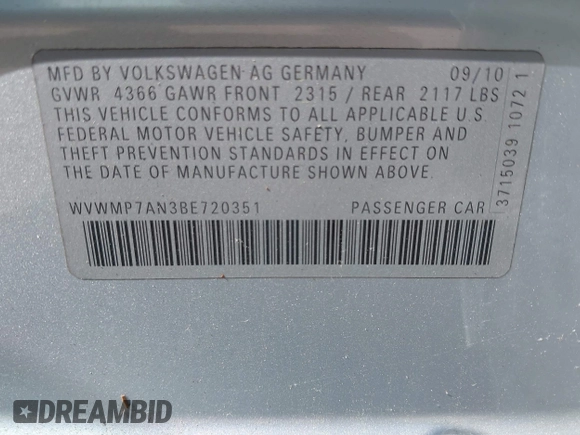 MFD BY VOLKSWAGEN AG GERMANY 09/10
GVWR 4366 GAWR FRONT 2315 / REAR 2117 LBS
THIS VEHICLE CONFORMS TO ALL APPLICABLE U.S.
FEDERAL MOTOR VEHICLE SAFETY, BUMPER AND
THEFT PREVENTION STANDARDS IN EFFECT ON
THE DATE OF MANUFACTURE SHOWN ABOVE.
WVWMP7AN3BE720351 PASSENGER CAR
3715039 1072 1
DREAMBID